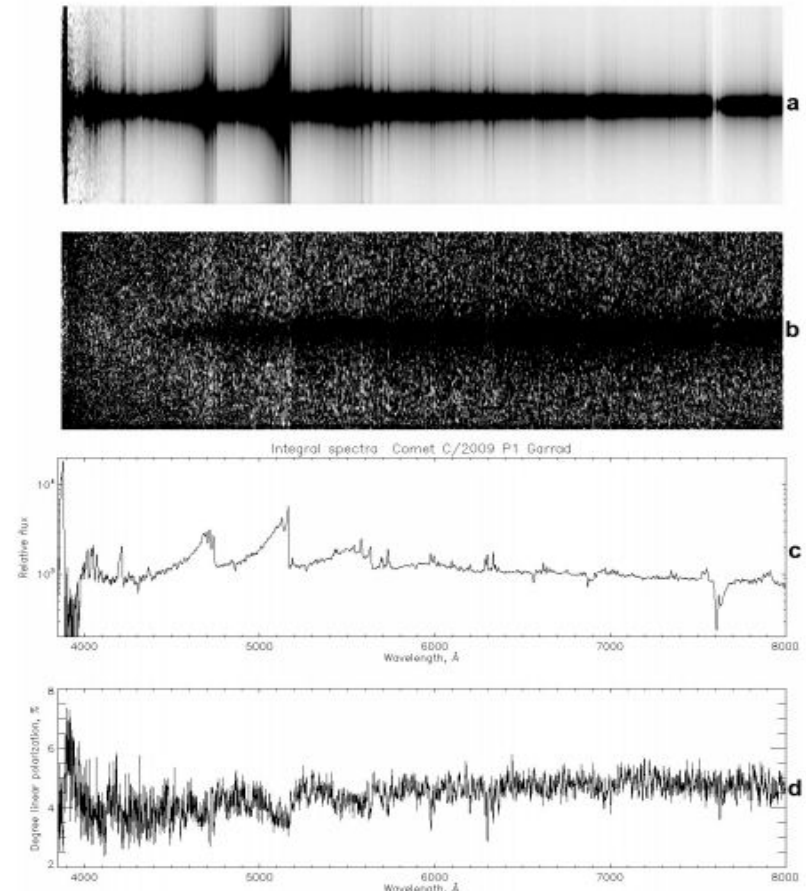 a
b
Integral spectra Comet C/2009 P1 Garrad
10⁴
10³
Relative flux
c
4000 5000 6000 7000 8000
Wavelength, Å
8
6
4
2
Degree linear polarization, %
d
4000 5000 6000 7000 8000
Wavelength, Å